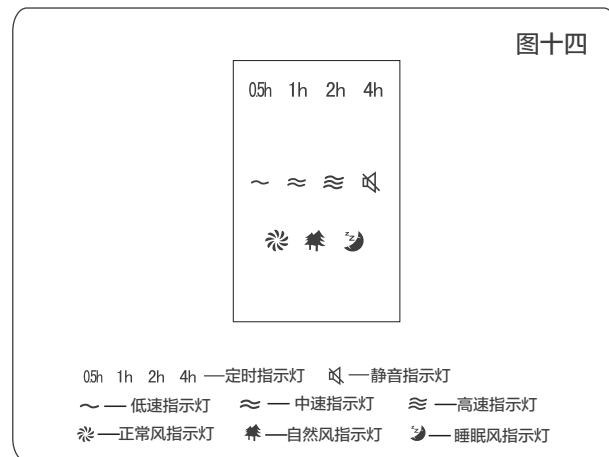 图十四
0.5h 1h 2h 4h
0.5h 1h 2h 4h —定时指示灯 —静音指示灯
—低速指示灯 —中速指示灯 —高速指示灯
—正常风指示灯 —自然风指示灯 —睡眠风指示灯